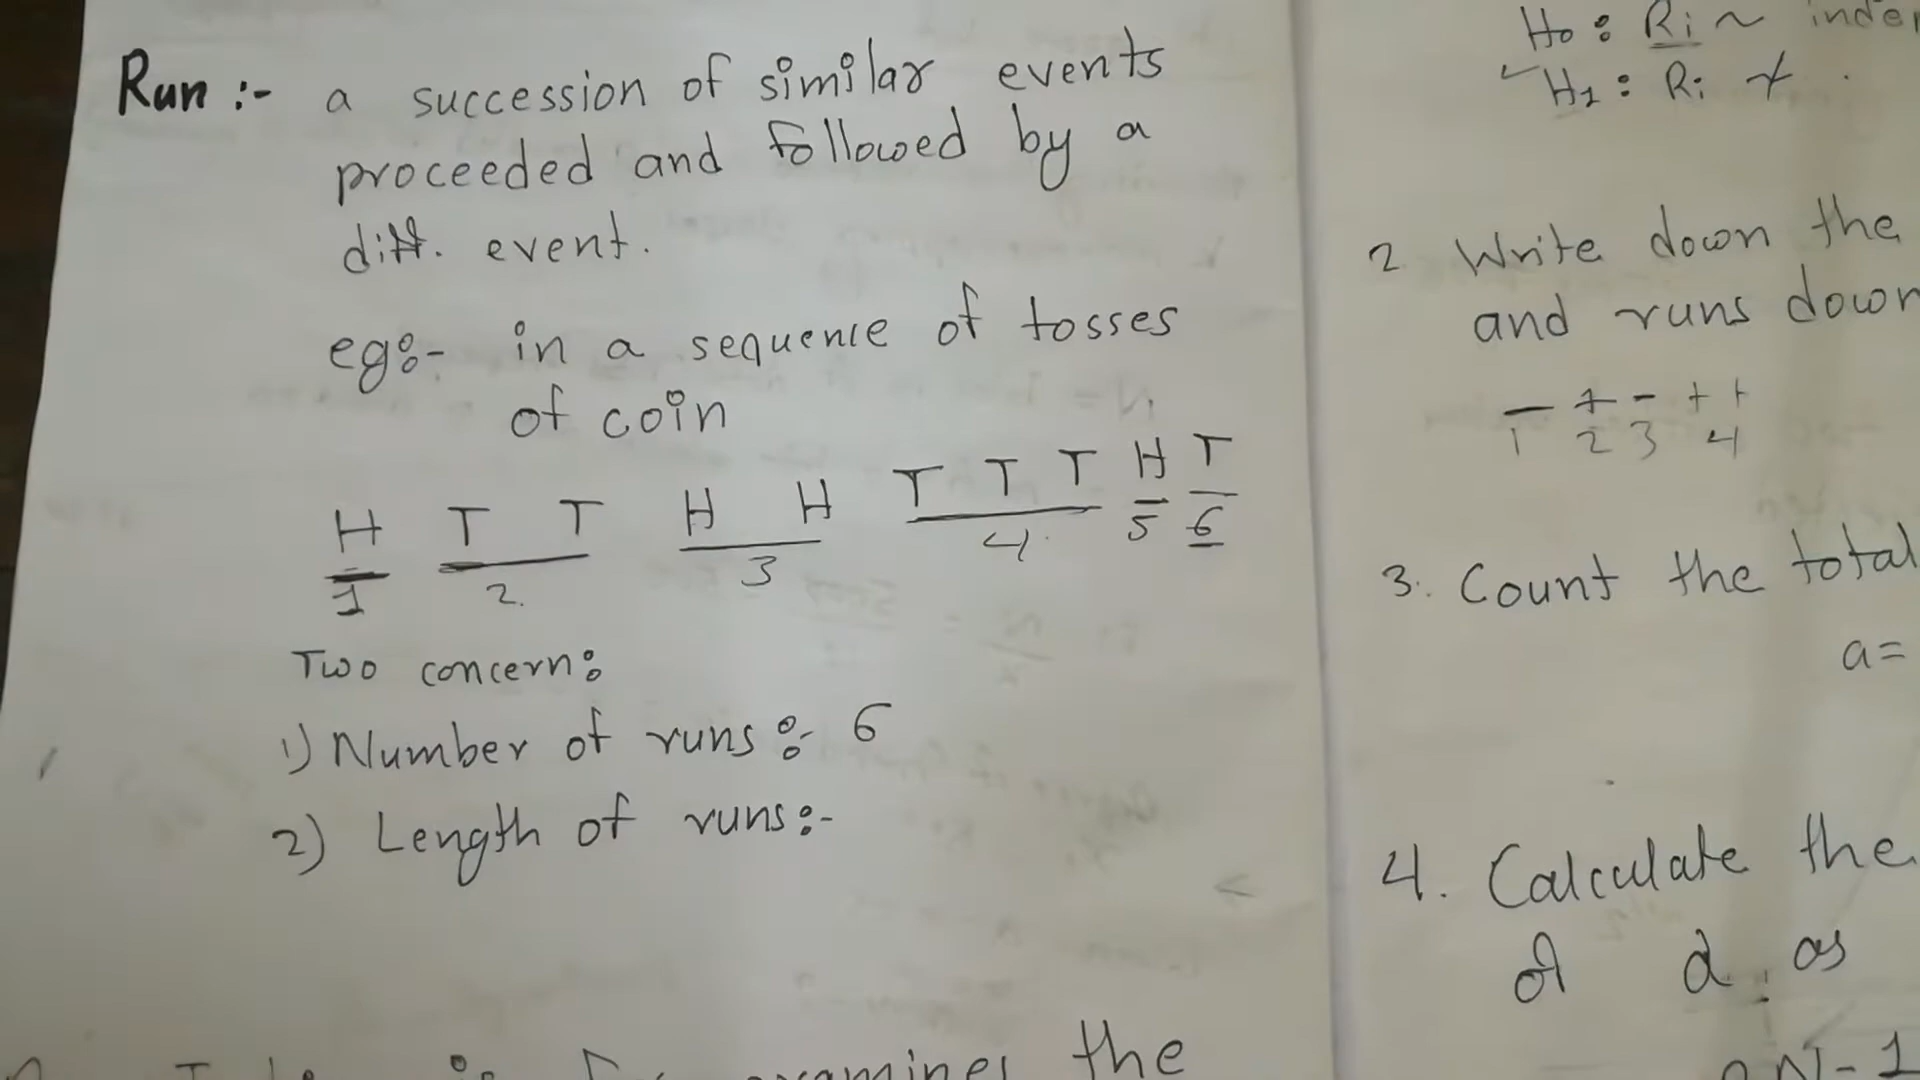 Run :- a succession of similar events
proceeded and followed by a
diff. event.
eg:- in a sequence of tosses
of coin
H T T H H T T T H T
1 2. 3 4 5 6
Two concern:
1) Number of runs :- 6
2) Length of runs:-
the
H0 : Ri ~
H1 : Ri ≁
2 Write down the
and runs down
- + - + +
1 2 3 4
3. Count the total
a=
4. Calculate the
of d as
N-1